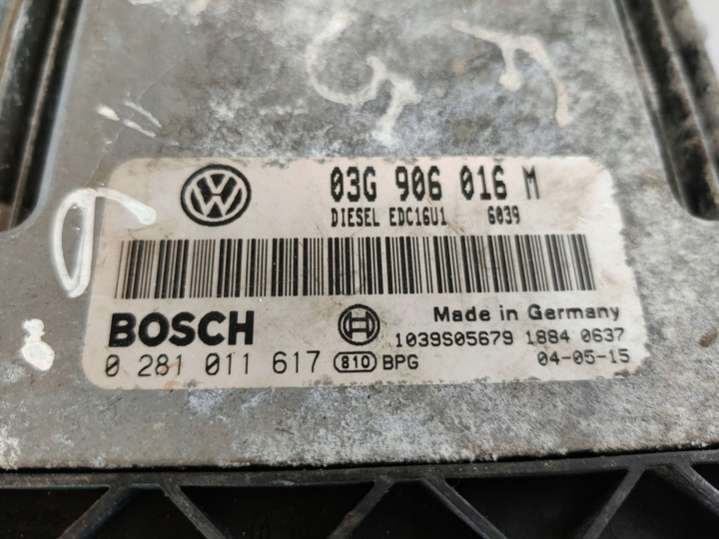 03G 906 016 M
DIESEL EDC16U1 6039
BOSCH
Made in Germany
1039S05679 1884 0637
0 281 011 617 810 BPG 04-05-15